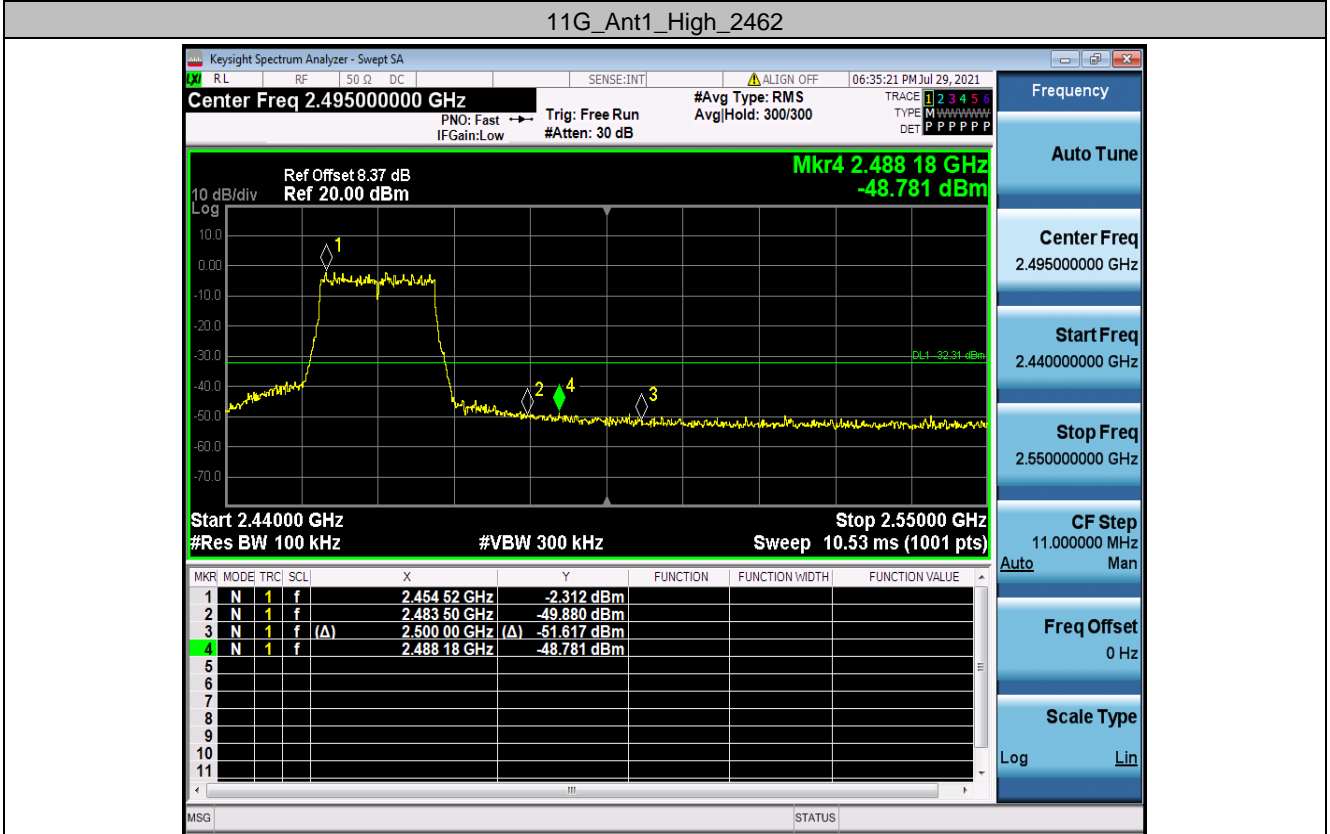 11G_Ant1_High_2462
Keysight Spectrum Analyzer - Swept SA
LXI RL RF 50 Ω DC SENSE:INT ALIGN OFF 06:35:21 PM Jul 29, 2021
Center Freq 2.495000000 GHz
PNO: Fast
IFGain:Low
Trig: Free Run
#Atten: 30 dB
#Avg Type: RMS
Avg|Hold: 300/300
TRACE 1 2 3 4 5 6
TYPE M W W W W W
DET P P P P P P
Mkr4 2.488 18 GHz
-48.781 dBm
Ref Offset 8.37 dB
10 dB/div Ref 20.00 dBm
Log
10.0
0.00
-10.0
-20.0
-30.0
-40.0
-50.0
-60.0
-70.0
1
2
4
3
DL1 -32.31 dBm
Start 2.44000 GHz Stop 2.55000 GHz
#Res BW 100 kHz #VBW 300 kHz Sweep 10.53 ms (1001 pts)
MKR MODE TRC SCL X Y FUNCTION FUNCTION WIDTH FUNCTION VALUE
1 N 1 f 2.454 52 GHz -2.312 dBm
2 N 1 f 2.483 50 GHz -49.880 dBm
3 N 1 f (Δ) 2.500 00 GHz (Δ) -51.617 dBm
4 N 1 f 2.488 18 GHz -48.781 dBm
5
6
7
8
9
10
11
MSG STATUS
Frequency
Auto Tune
Center Freq
2.495000000 GHz
Start Freq
2.440000000 GHz
Stop Freq
2.550000000 GHz
CF Step
11.000000 MHz
Auto Man
Freq Offset
0 Hz
Scale Type
Log Lin